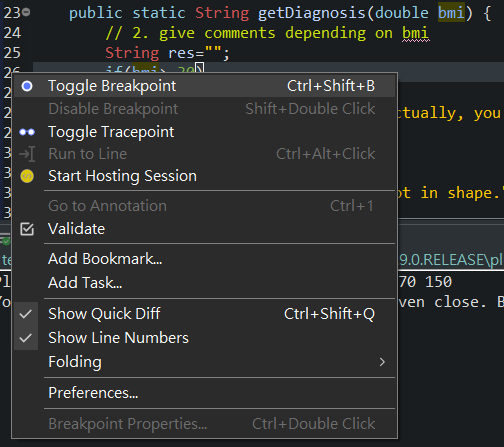 23 public static String getDiagnosis(double bmi) {
24 // 2. give comments depending on bmi
25 String res="";
26 if(bmi> 20)
Toggle Breakpoint Ctrl+Shift+B
Disable Breakpoint Shift+Double Click
ctually, you
Toggle Tracepoint
Run to Line Ctrl+Alt+Click
Start Hosting Session
ot in shape."
Go to Annotation Ctrl+1
Validate
Add Bookmark...
9.0.RELEASE\pl
Add Task...
70 150
Show Quick Diff Ctrl+Shift+Q
ven close. B
Show Line Numbers
Folding
Preferences...
Breakpoint Properties... Ctrl+Double Click